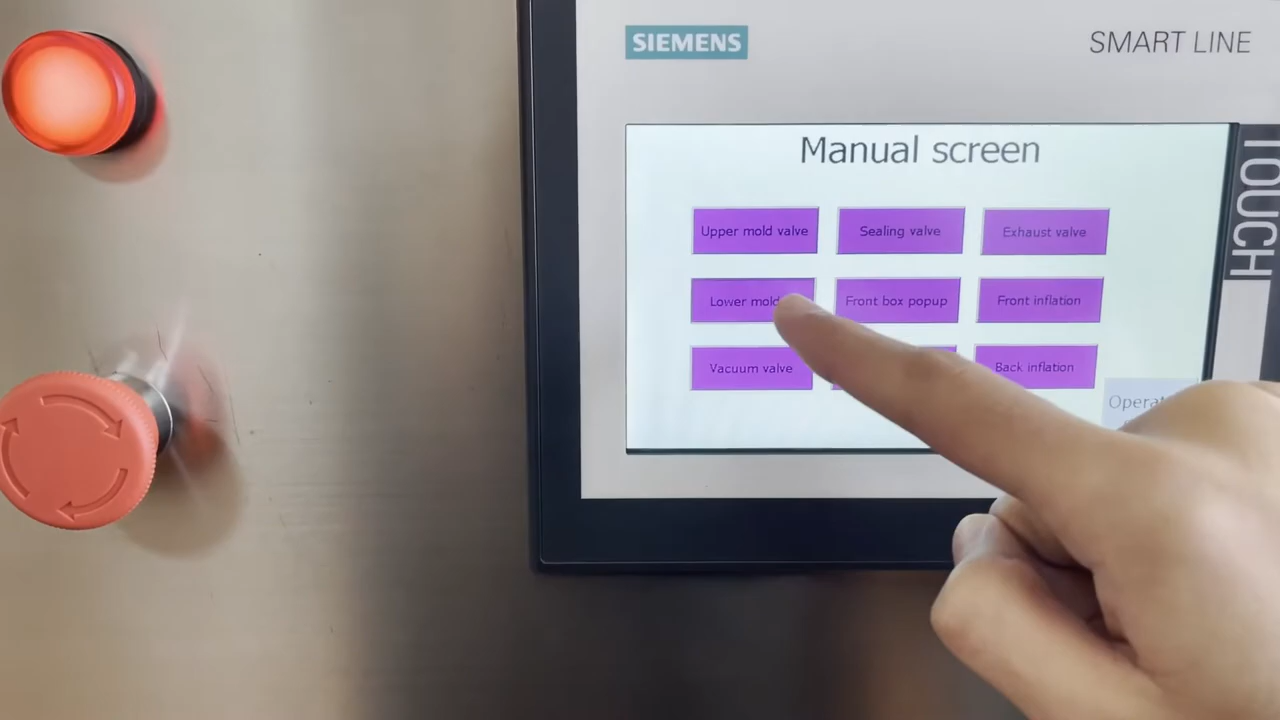 SIEMENS
SMART LINE
TOUCH
Manual screen
Upper mold valve
Sealing valve
Exhaust valve
Lower mold
Front box popup
Front inflation
Vacuum valve
Back inflation